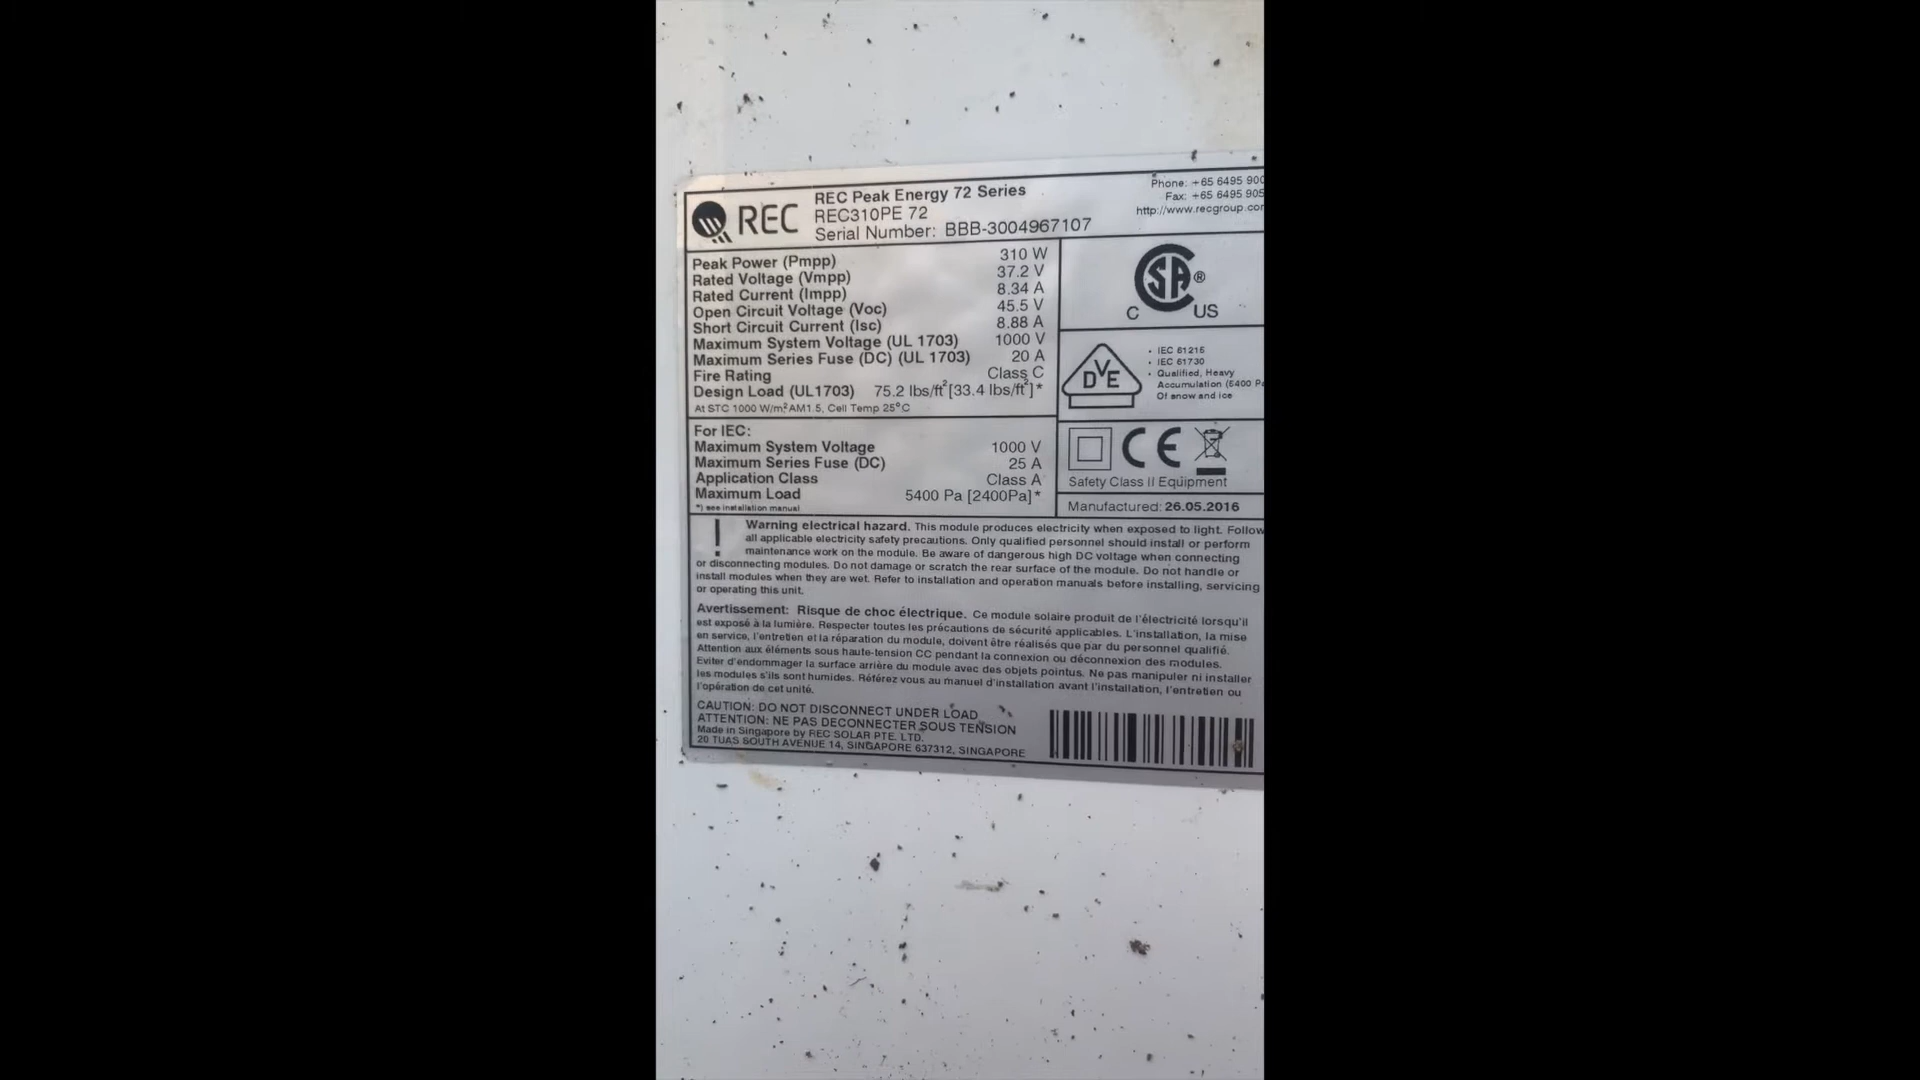 REC
REC Peak Energy 72 Series
REC310PE 72
Serial Number: BBB-3004967107
Phone: +65 6495 900
Fax: +65 6495 905
http://www.recgroup.cor
Peak Power (Pmpp) 310 W
Rated Voltage (Vmpp) 37.2 V
Rated Current (Impp) 8.34 A
Open Circuit Voltage (Voc) 45.5 V
Short Circuit Current (Isc) 8.88 A
Maximum System Voltage (UL 1703) 1000 V
Maximum Series Fuse (DC) (UL 1703) 20 A
Fire Rating Class C
Design Load (UL1703) 75.2 lbs/ft²[33.4 lbs/ft²]*
At STC 1000 W/m², AM1.5, Cell Temp 25°C
For IEC:
Maximum System Voltage 1000 V
Maximum Series Fuse (DC) 25 A
Application Class Class A
Maximum Load 5400 Pa [2400Pa]*
*) see installation manual
C SA ® US
DVE
• IEC 61215
• IEC 61730
• Qualified, Heavy
Accumulation (5400 Pa
Of snow and ice
CE
Safety Class II Equipment
Manufactured: 26.05.2016
! Warning electrical hazard. This module produces electricity when exposed to light. Follow
all applicable electricity safety precautions. Only qualified personnel should install or perform
maintenance work on the module. Be aware of dangerous high DC voltage when connecting
or disconnecting modules. Do not damage or scratch the rear surface of the module. Do not handle or
install modules when they are wet. Refer to installation and operation manuals before installing, servicing
or operating this unit.
Avertissement: Risque de choc électrique. Ce module solaire produit de l'électricité lorsqu'il
est exposé à la lumière. Respecter toutes les précautions de sécurité applicables. L'installation, la mise
en service, l'entretien et la réparation du module, doivent être réalisés que par du personnel qualifié.
Attention aux éléments sous haute-tension CC pendant la connexion ou déconnexion des modules.
Eviter d'endommager la surface arrière du module avec des objets pointus. Ne pas manipuler ni installer
les modules s'ils sont humides. Référez vous au manuel d'installation avant l'installation, l'entretien ou
l'opération de cet unité.
CAUTION: DO NOT DISCONNECT UNDER LOAD
ATTENTION: NE PAS DECONNECTER SOUS TENSION
Made in Singapore by REC SOLAR PTE. LTD.
20 TUAS SOUTH AVENUE 14, SINGAPORE 637312, SINGAPORE